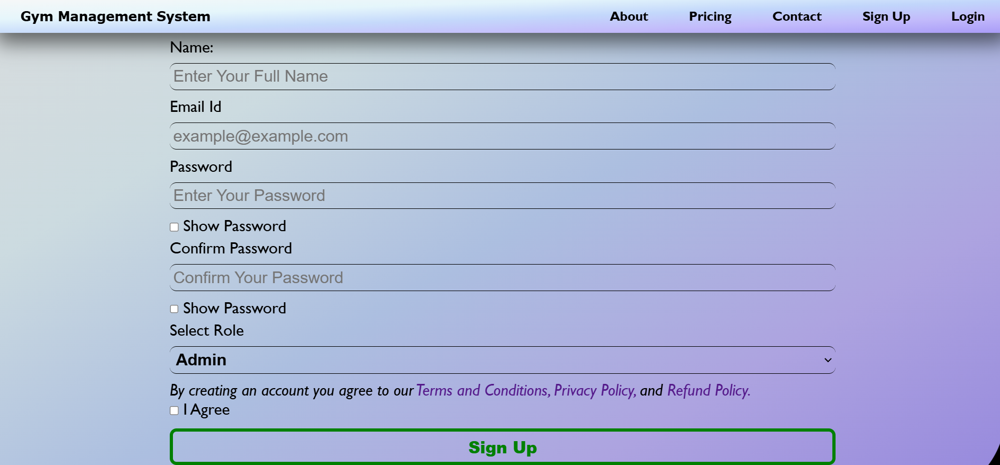 Gym Management System About Pricing Contact Sign Up Login
Name:
Enter Your Full Name
Email Id
example@example.com
Password
Enter Your Password
Show Password
Confirm Password
Confirm Your Password
Show Password
Select Role
Admin
By creating an account you agree to our Terms and Conditions, Privacy Policy, and Refund Policy.
I Agree
Sign Up